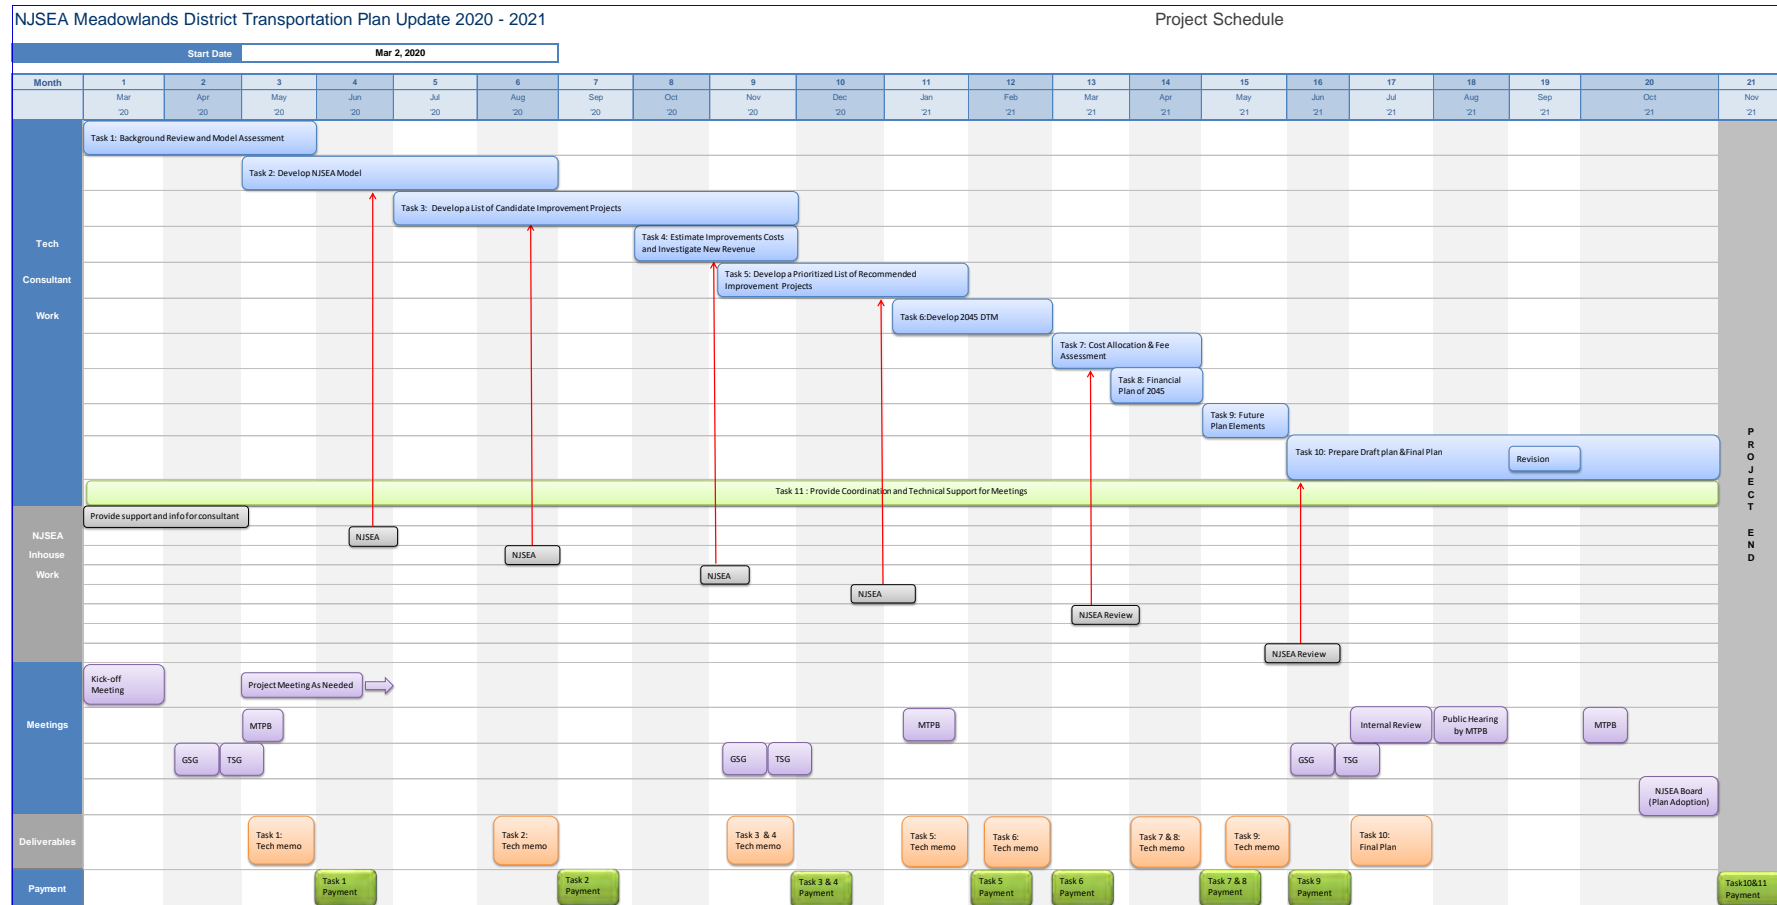 NJSEA Meadowlands District Transportation Plan Update 2020 - 2021
Project Schedule
Start Date
Mar 2, 2020
Month 1 2 3 4 5 6 7 8 9 10 11 12 13 14 15 16 17 18 19 20 21
Mar Apr May Jun Jul Aug Sep Oct Nov Dec Jan Feb Mar Apr May Jun Jul Aug Sep Oct Nov
'20 '20 '20 '20 '20 '20 '20 '20 '20 '20 '21 '21 '21 '21 '21 '21 '21 '21 '21 '21 '21
Tech
Consultant
Work
Task 1: Background Review and Model Assessment
Task 2: Develop NJSEA Model
Task 3: Develop a List of Candidate Improvement Projects
Task 4: Estimate Improvements Costs
and Investigate New Revenue
Task 5: Develop a Prioritized List of Recommended
Improvement Projects
Task 6:Develop 2045 DTM
Task 7: Cost Allocation & Fee
Assessment
Task 8: Financial
Plan of 2045
Task 9: Future
Plan Elements
Task 10: Prepare Draft plan &Final Plan
Revision
Task 11 : Provide Coordination and Technical Support for Meetings
PROJECT END
NJSEA
Inhouse
Work
Provide support and info for consultant
NJSEA
NJSEA
NJSEA
NJSEA
NJSEA Review
NJSEA Review
Meetings
Kick-off
Meeting
Project Meeting As Needed
MTPB
MTPB
Internal Review
Public Hearing
by MTPB
MTPB
GSG
TSG
GSG
TSG
GSG
TSG
NJSEA Board
(Plan Adoption)
Deliverables
Task 1:
Tech memo
Task 2:
Tech memo
Task 3 & 4
Tech memo
Task 5:
Tech memo
Task 6:
Tech memo
Task 7 & 8:
Tech memo
Task 9:
Tech memo
Task 10:
Final Plan
Payment
Task 1
Payment
Task 2
Payment
Task 3 & 4
Payment
Task 5
Payment
Task 6
Payment
Task 7 & 8
Payment
Task 9
Payment
Task10&11
Payment